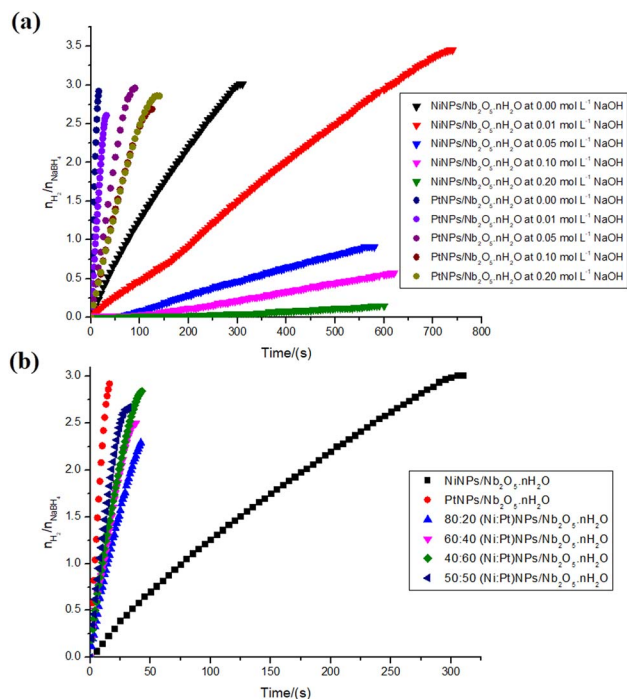 (a)
3.5
3.0
2.5
2.0
1.5
1.0
0.5
0.0
n_H₂/n_NaBH₄
NiNPs/Nb₂O₅.nH₂O at 0.00 mol L⁻¹ NaOH
NiNPs/Nb₂O₅.nH₂O at 0.01 mol L⁻¹ NaOH
NiNPs/Nb₂O₅.nH₂O at 0.05 mol L⁻¹ NaOH
NiNPs/Nb₂O₅.nH₂O at 0.10 mol L⁻¹ NaOH
NiNPs/Nb₂O₅.nH₂O at 0.20 mol L⁻¹ NaOH
PtNPs/Nb₂O₅.nH₂O at 0.00 mol L⁻¹ NaOH
PtNPs/Nb₂O₅.nH₂O at 0.01 mol L⁻¹ NaOH
PtNPs/Nb₂O₅.nH₂O at 0.05 mol L⁻¹ NaOH
PtNPs/Nb₂O₅.nH₂O at 0.10 mol L⁻¹ NaOH
PtNPs/Nb₂O₅.nH₂O at 0.20 mol L⁻¹ NaOH
0 100 200 300 400 500 600 700 800
Time/(s)
(b)
3.0
2.5
2.0
1.5
1.0
0.5
0.0
n_H₂/n_NaBH₄
NiNPs/Nb₂O₅.nH₂O
PtNPs/Nb₂O₅.nH₂O
80:20 (Ni:Pt)NPs/Nb₂O₅.nH₂O
60:40 (Ni:Pt)NPs/Nb₂O₅.nH₂O
40:60 (Ni:Pt)NPs/Nb₂O₅.nH₂O
50:50 (Ni:Pt)NPs/Nb₂O₅.nH₂O
0 50 100 150 200 250 300
Time/(s)